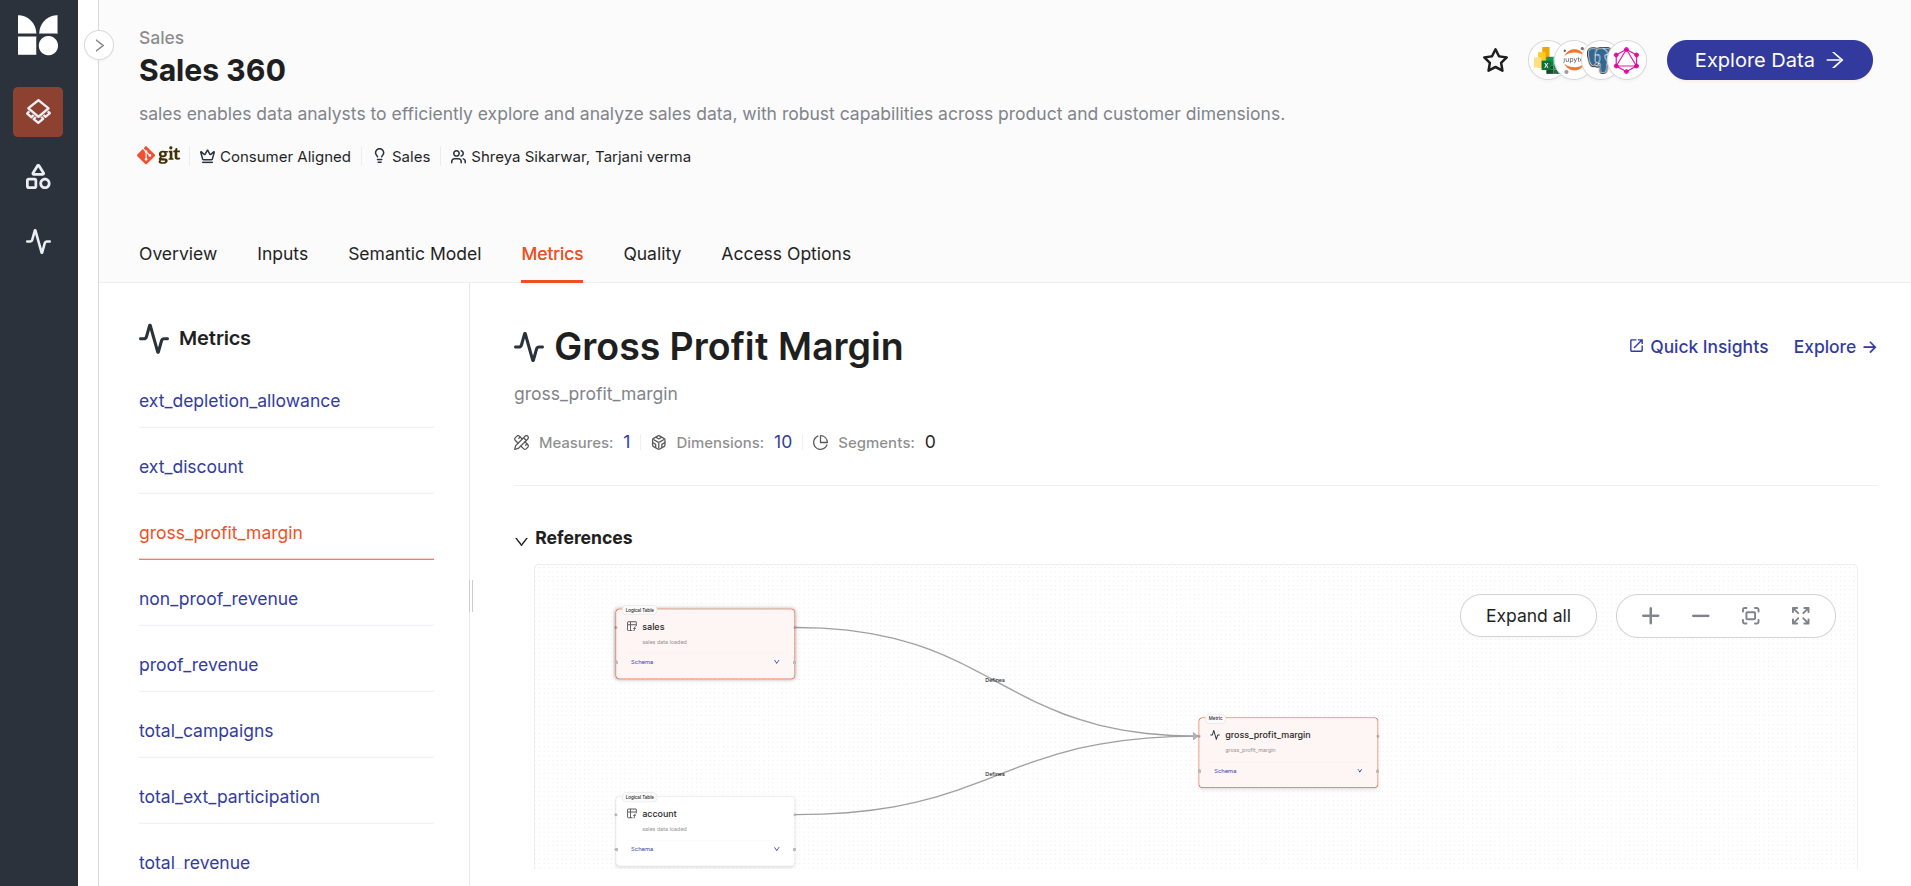 Sales
Sales 360
jupyter
Explore Data
sales enables data analysts to efficiently explore and analyze sales data, with robust capabilities across product and customer dimensions.
git Consumer Aligned Sales Shreya Sikarwar, Tarjani verma
Overview Inputs Semantic Model Metrics Quality Access Options
Metrics
ext_depletion_allowance
ext_discount
gross_profit_margin
non_proof_revenue
proof_revenue
total_campaigns
total_ext_participation
total_revenue
Gross Profit Margin
Quick Insights Explore
gross_profit_margin
Measures: 1 Dimensions: 10 Segments: 0
References
Expand all
Logical Table
sales
sales data loaded
Schema
Defines
Metric
gross_profit_margin
gross_profit_margin
Schema
Defines
Logical Table
account
sales data loaded
Schema